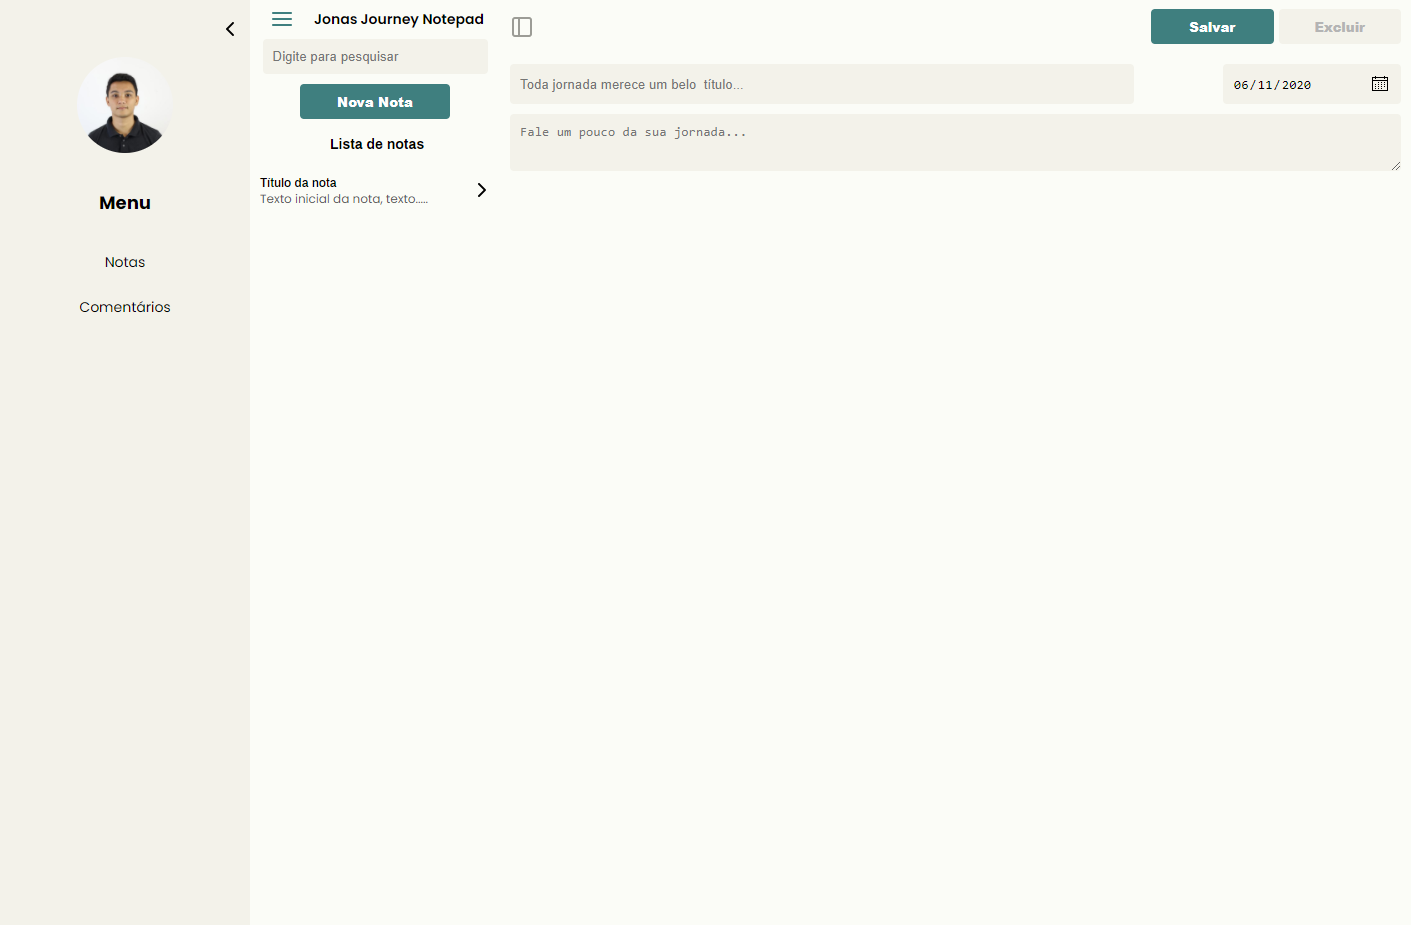 Menu
Notas
Comentários
Jonas Journey Notepad
Digite para pesquisar
Nova Nota
Lista de notas
Título da nota
Texto inicial da nota, texto.....
Salvar
Excluir
Toda jornada merece um belo  título...
06/11/2020
Fale um pouco da sua jornada...